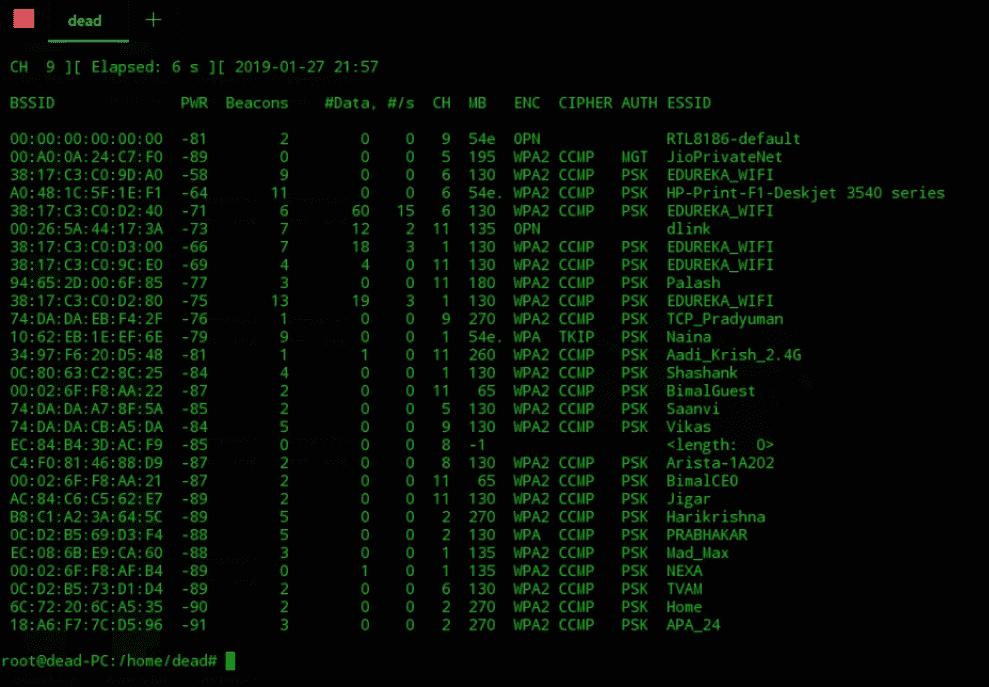 dead +
CH 9 ][ Elapsed: 6 s ][ 2019-01-27 21:57
BSSID PWR Beacons #Data, #/s CH MB ENC CIPHER AUTH ESSID
00:00:00:00:00:00 -81 2 0 0 9 54e OPN RTL8186-default
00:A0:0A:24:C7:F0 -89 0 0 0 5 195 WPA2 CCMP MGT JioPrivateNet
38:17:C3:C0:9D:A0 -58 9 0 0 6 130 WPA2 CCMP PSK EDUREKA_WIFI
A0:48:1C:5F:1E:F1 -64 11 0 0 6 54e. WPA2 CCMP PSK HP-Print-F1-Deskjet 3540 series
38:17:C3:C0:D2:40 -71 6 60 15 6 130 WPA2 CCMP PSK EDUREKA_WIFI
00:26:5A:44:17:3A -73 7 12 2 11 135 OPN dlink
38:17:C3:C0:D3:00 -66 7 18 3 1 130 WPA2 CCMP PSK EDUREKA_WIFI
38:17:C3:C0:9C:E0 -69 4 4 0 11 130 WPA2 CCMP PSK EDUREKA_WIFI
94:65:2D:00:6F:85 -77 3 0 0 11 180 WPA2 CCMP PSK Palash
38:17:C3:C0:D2:80 -75 13 19 3 1 130 WPA2 CCMP PSK EDUREKA_WIFI
74:DA:DA:EB:F4:2F -76 1 0 0 9 270 WPA2 CCMP PSK TCP_Pradyuman
10:62:EB:1E:EF:6E -79 9 0 0 1 54e. WPA TKIP PSK Naina
34:97:F6:20:D5:48 -81 1 1 0 11 260 WPA2 CCMP PSK Aadi_Krish_2.4G
0C:80:63:C2:8C:25 -84 4 0 0 1 130 WPA2 CCMP PSK Shashank
00:02:6F:F8:AA:22 -87 2 0 0 11 65 WPA2 CCMP PSK BimalGuest
74:DA:DA:A7:8F:5A -85 2 0 0 5 130 WPA2 CCMP PSK Saanvi
74:DA:DA:CB:A5:DA -84 5 0 0 9 130 WPA2 CCMP PSK Vikas
EC:84:B4:3D:AC:F9 -85 0 0 0 8 -1 <length: 0>
C4:F0:81:46:88:D9 -87 2 0 0 8 130 WPA2 CCMP PSK Arista-1A202
00:02:6F:F8:AA:21 -87 2 0 0 11 65 WPA2 CCMP PSK BimalCEO
AC:84:C6:C5:62:E7 -89 2 0 0 11 130 WPA2 CCMP PSK Jigar
B8:C1:A2:3A:64:5C -89 5 0 0 2 270 WPA2 CCMP PSK Harikrishna
0C:D2:B5:69:D3:F4 -88 5 0 0 2 130 WPA CCMP PSK PRABHAKAR
EC:08:6B:E9:CA:60 -88 3 0 0 1 135 WPA2 CCMP PSK Mad_Max
00:02:6F:F8:AF:B4 -89 0 1 0 1 135 WPA2 CCMP PSK NEXA
0C:D2:B5:73:D1:D4 -89 2 0 0 6 130 WPA2 CCMP PSK TVAM
6C:72:20:6C:A5:35 -90 2 0 0 2 270 WPA2 CCMP PSK Home
18:A6:F7:7C:D5:96 -91 3 0 0 2 270 WPA2 CCMP PSK APA_24
root@dead-PC:/home/dead#